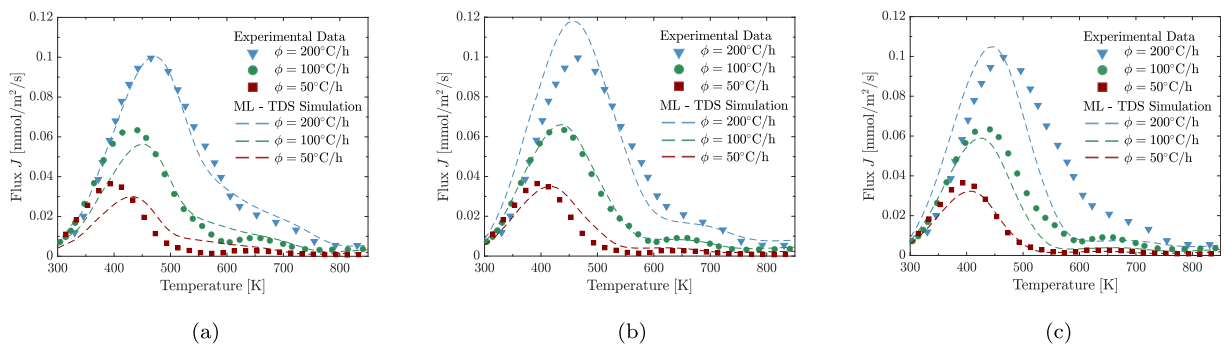 0.12
0.1
0.08
0.06
0.04
0.02
0
Flux J [mmol/m²/s]
300 400 500 600 700 800
Temperature [K]
Experimental Data
ϕ = 200°C/h
ϕ = 100°C/h
ϕ = 50°C/h
ML - TDS Simulation
ϕ = 200°C/h
ϕ = 100°C/h
ϕ = 50°C/h
(a)
0.12
0.1
0.08
0.06
0.04
0.02
0
Flux J [mmol/m²/s]
300 400 500 600 700 800
Temperature [K]
Experimental Data
ϕ = 200°C/h
ϕ = 100°C/h
ϕ = 50°C/h
ML - TDS Simulation
ϕ = 200°C/h
ϕ = 100°C/h
ϕ = 50°C/h
(b)
0.12
0.1
0.08
0.06
0.04
0.02
0
Flux J [mmol/m²/s]
300 400 500 600 700 800
Temperature [K]
Experimental Data
ϕ = 200°C/h
ϕ = 100°C/h
ϕ = 50°C/h
ML - TDS Simulation
ϕ = 200°C/h
ϕ = 100°C/h
ϕ = 50°C/h
(c)